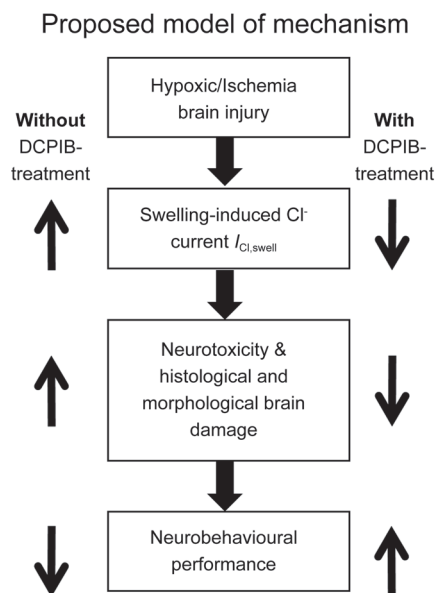 Proposed model of mechanism
Hypoxic/Ischemia
brain injury
Without
DCPIB-
treatment
With
DCPIB-
treatment
Swelling-induced Cl⁻
current I_Cl,swell
Neurotoxicity &
histological and
morphological brain
damage
Neurobehavioural
performance